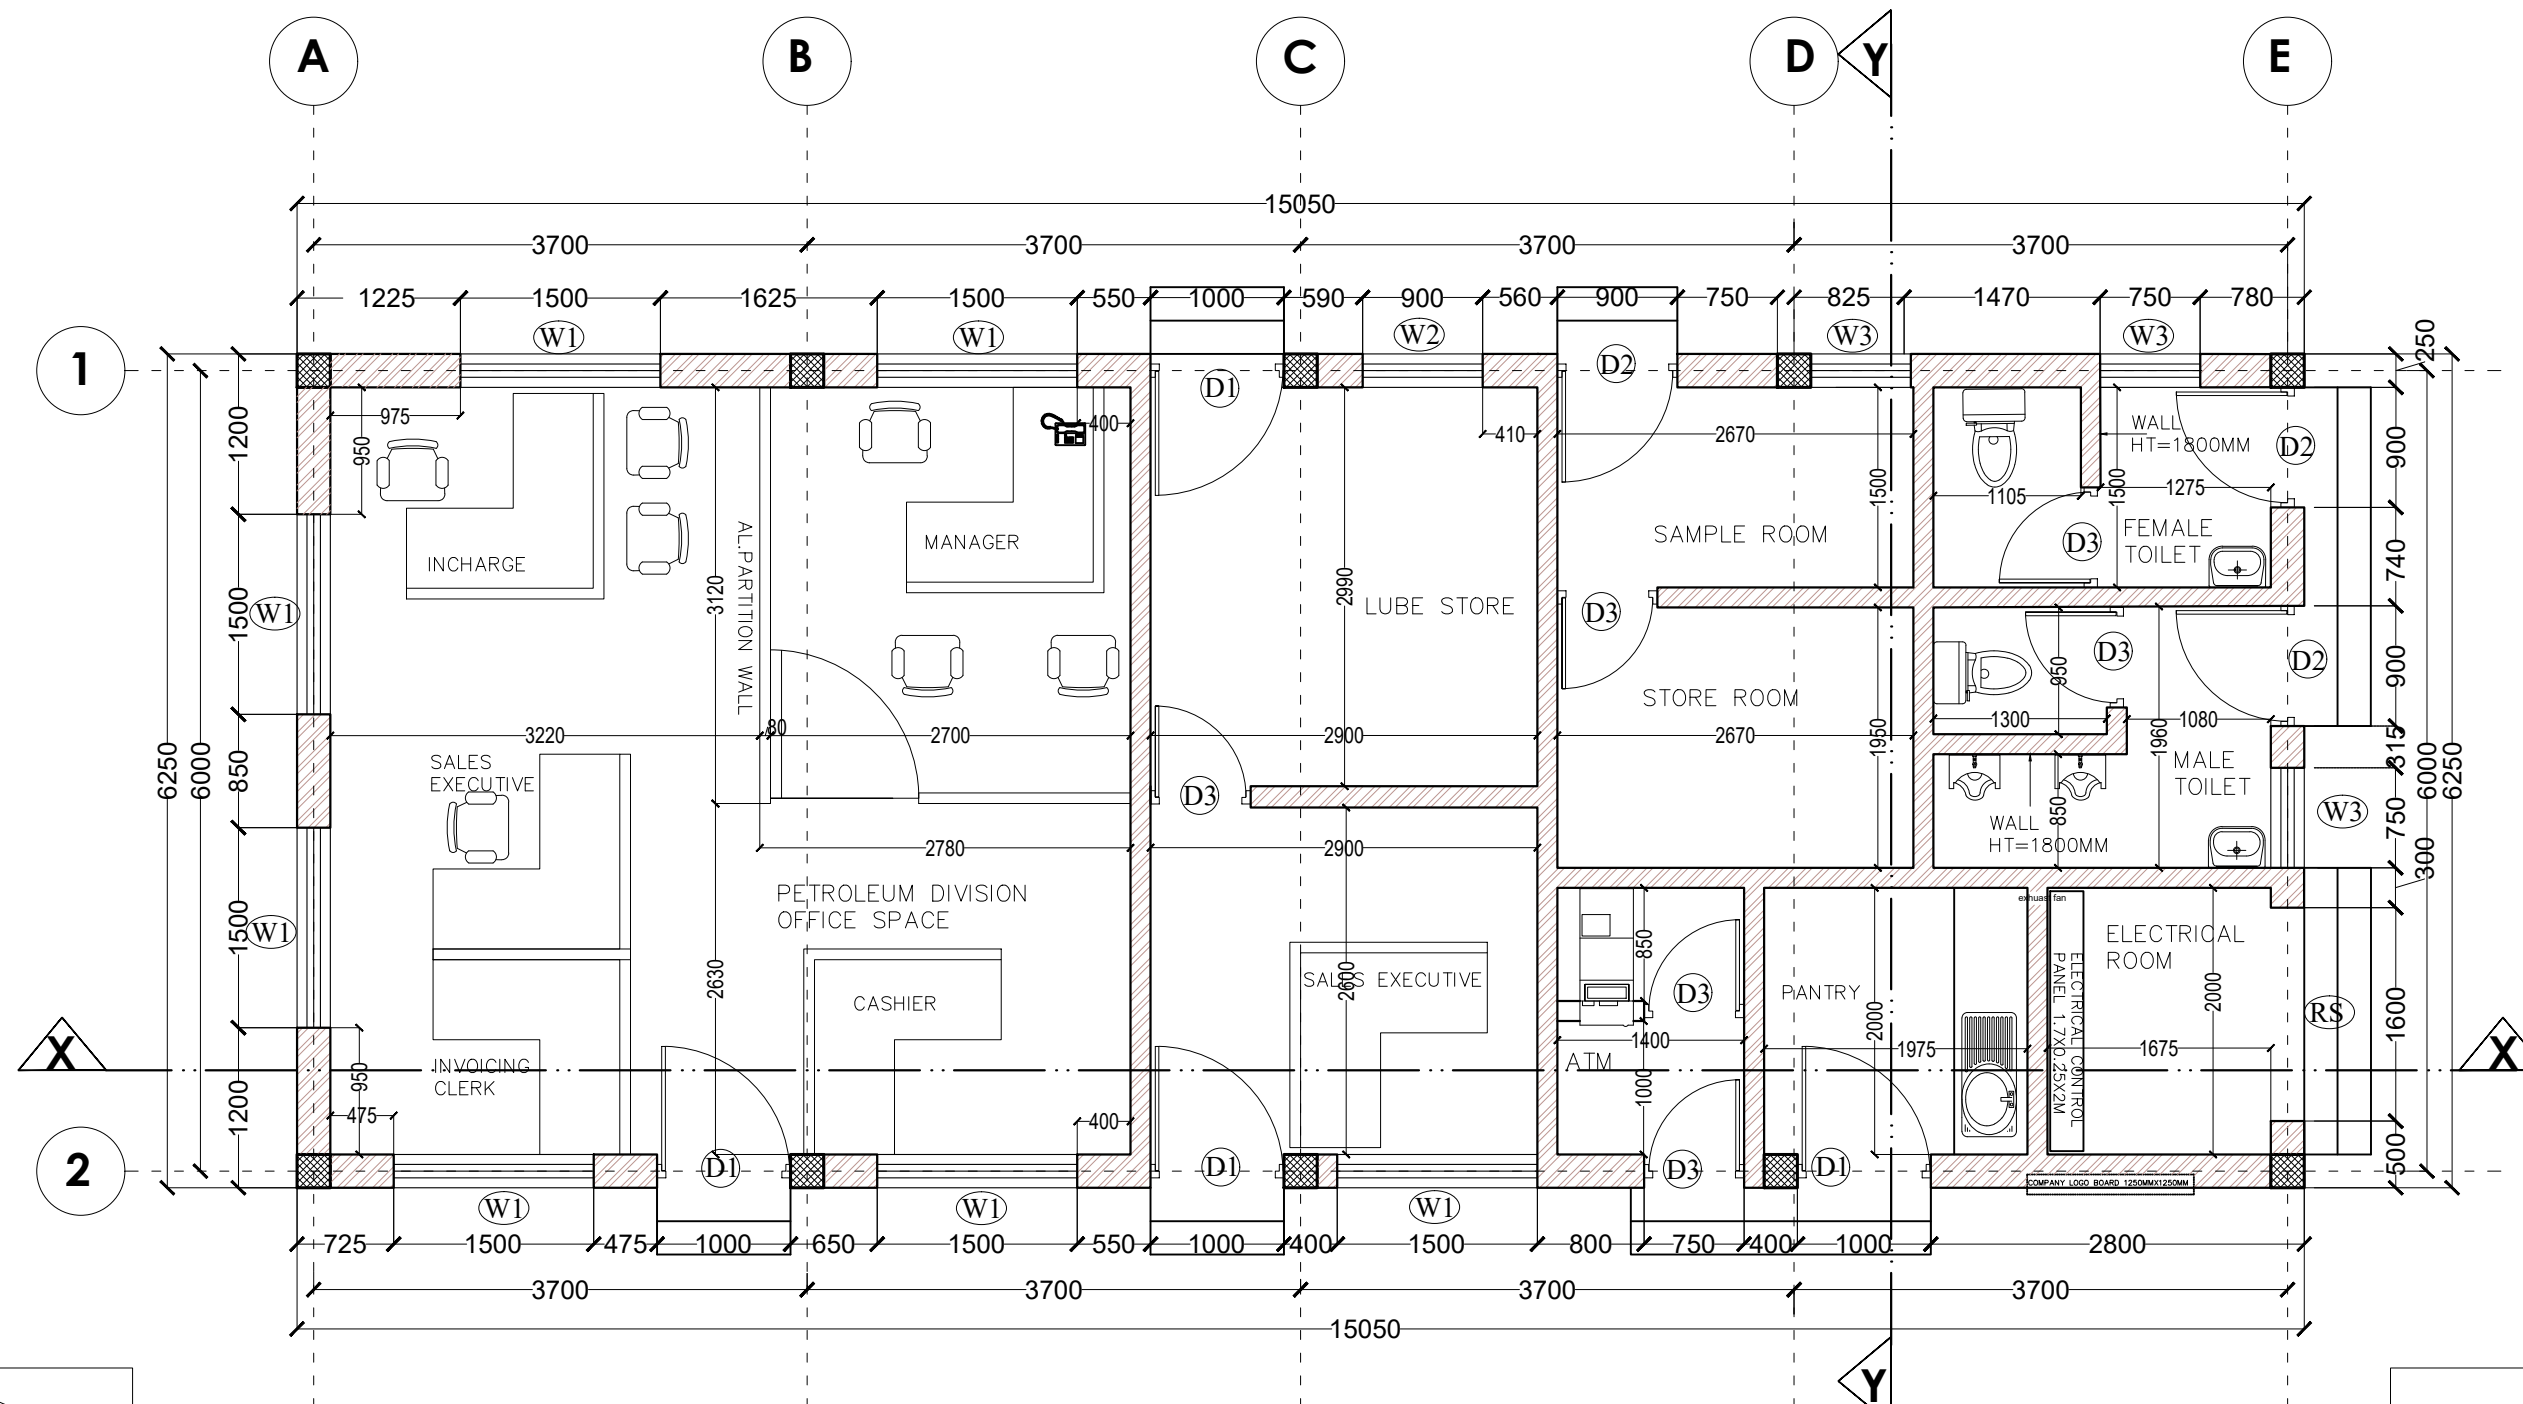 A
B
C
D
Y
E
15050
3700
3700
3700
3700
1225
1500
1625
1500
550
1000
590
900
560
900
750
825
1470
750
780
W1
W1
W2
W3
W3
1
2
250
1200
1500
850
1500
1200
6250
6000
W1
W1
900
740
900
315
750
300
1600
500
6000
6250
D1
D2
D2
D2
W3
RS
975
950
400
410
2670
1500
1105
1500
1275
WALL
HT=1800MM
INCHARGE
AL.PARTITION WALL
3120
MANAGER
2990
LUBE STORE
SAMPLE ROOM
D3
FEMALE
TOILET
D3
STORE ROOM
D3
950
1300
1080
3220
80
2700
2900
2670
1950
1960
SALES
EXECUTIVE
D3
MALE
TOILET
WALL
HT=1800MM
850
2780
2900
PETROLEUM DIVISION
OFFICE SPACE
exhuast fan
850
ELECTRICAL
ROOM
2630
2600
CASHIER
SALES EXECUTIVE
D3
PANTRY
2000
2000
ELECTRICAL CONTROL
PANEL 1.7X0.25X2M
1400
ATM
1975
1675
1000
X
X
INVOICING
CLERK
950
475
400
D1
D1
D3
D1
COMPANY LOGO BOARD 1250MMX1250MM
W1
W1
W1
725
1500
475
1000
650
1500
550
1000
400
1500
800
750
400
1000
2800
3700
3700
3700
3700
15050
Y